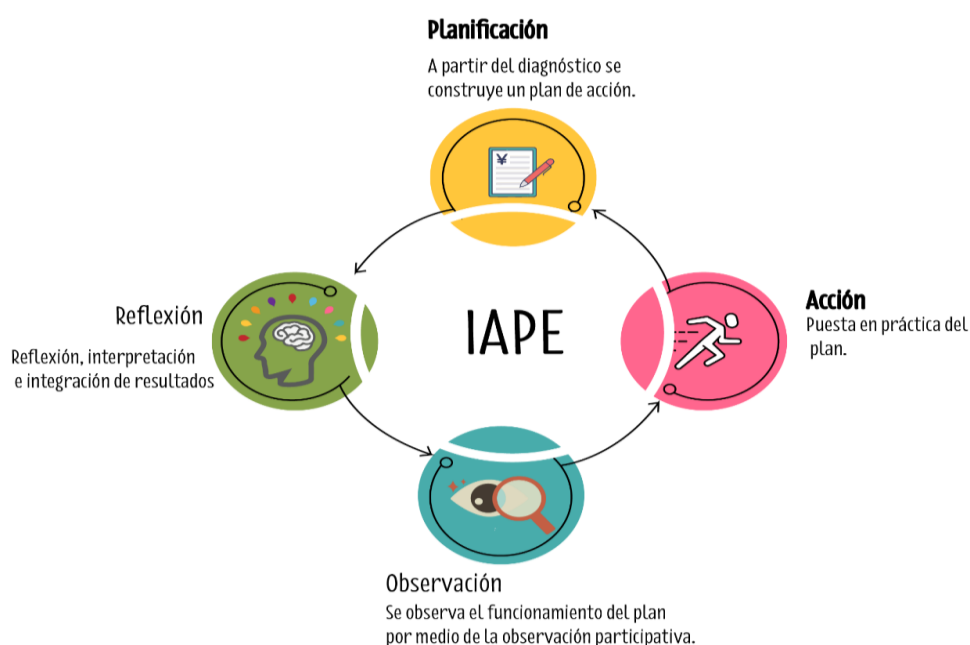 Planificación
A partir del diagnóstico se
construye un plan de acción.
¥
Reflexión
Reflexión, interpretación
e integración de resultados
IAPE
Acción
Puesta en práctica del
plan.
Observación
Se observa el funcionamiento del plan
por medio de la observación participativa.